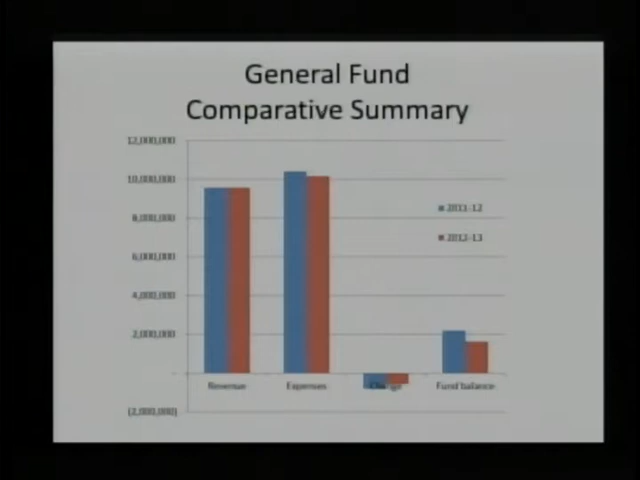 General Fund
Comparative Summary
12,000,000
10,000,000
8,000,000
6,000,000
4,000,000
2,000,000
-
(2,000,000)
2011-12
2012-13
Revenue
Expenses
Change
Fund balance